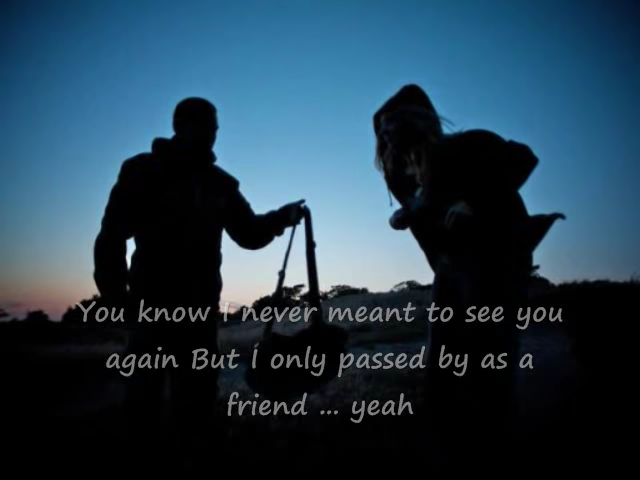 You know I never meant to see you
again But I only passed by as a
friend ... yeah